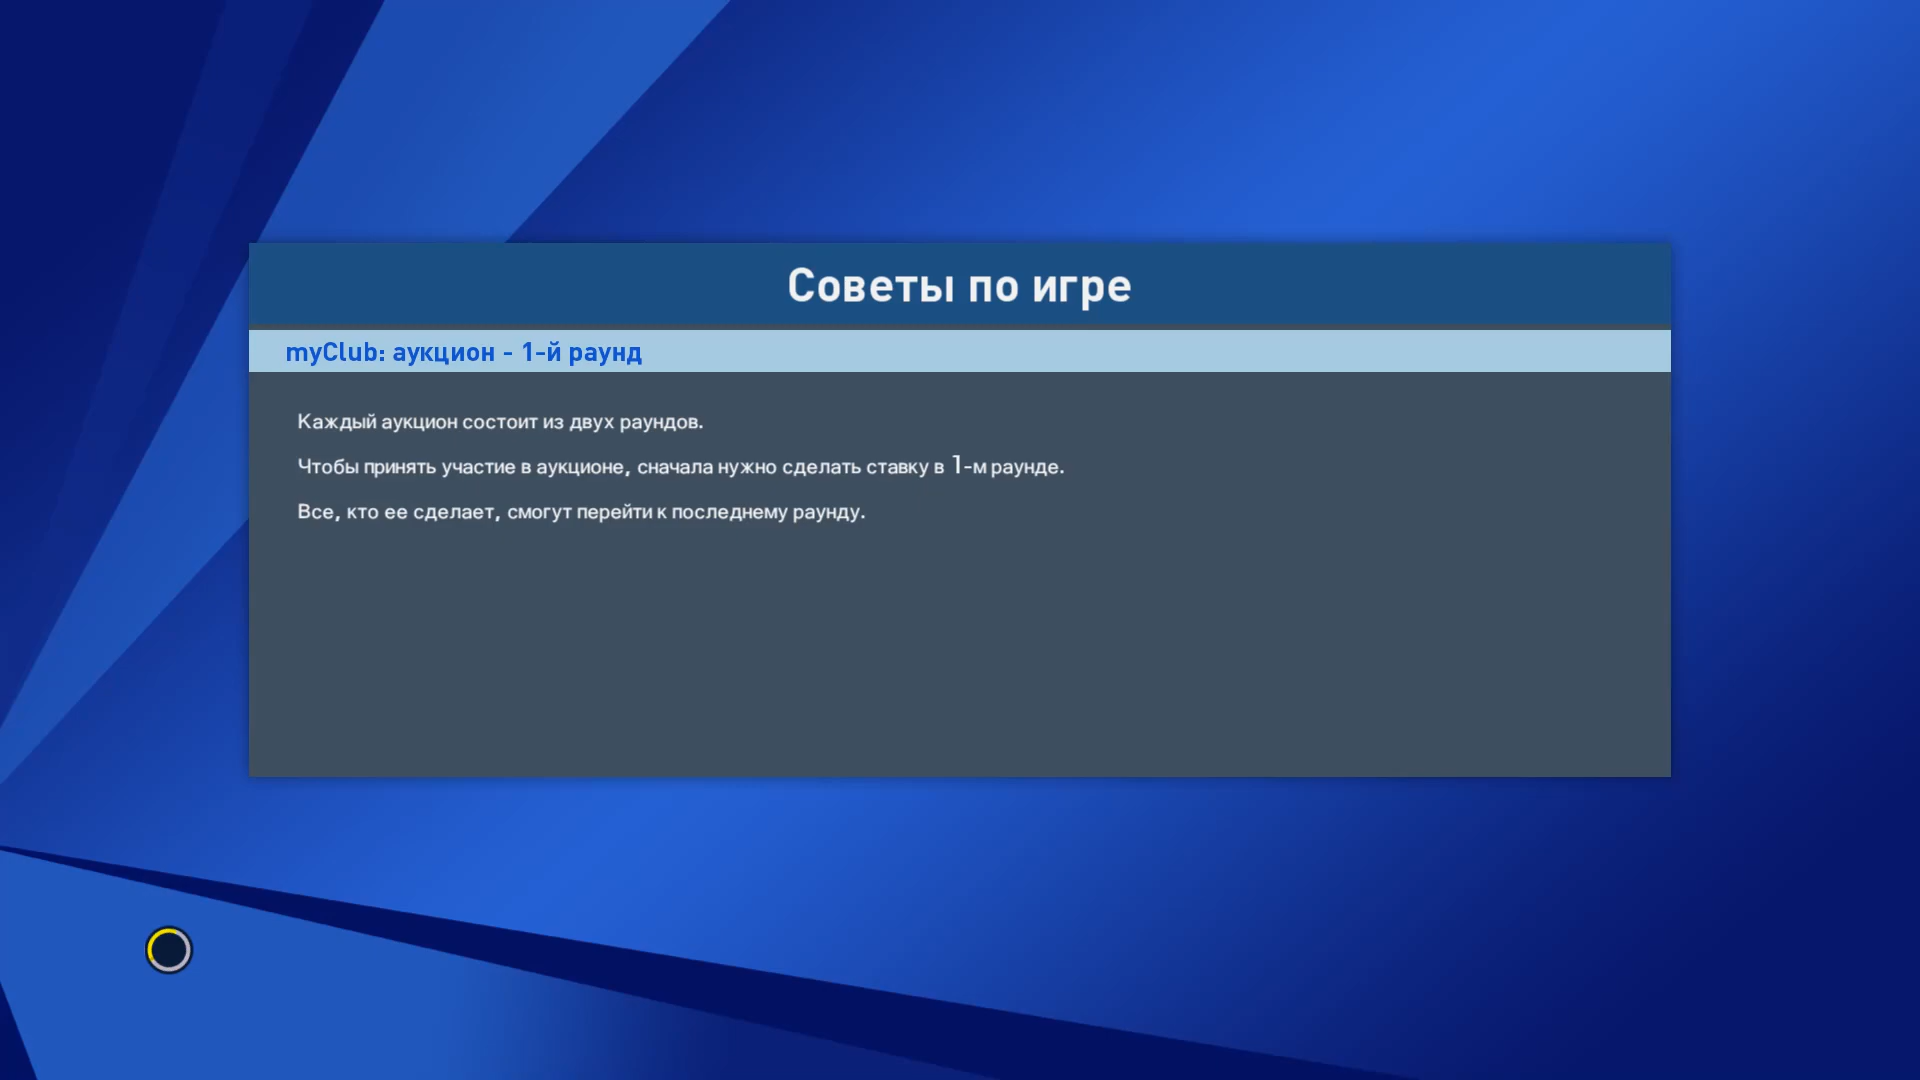 Советы по игре
myClub: аукцион - 1-й раунд
Каждый аукцион состоит из двух раундов.
Чтобы принять участие в аукционе, сначала нужно сделать ставку в 1-м раунде.
Все, кто ее сделает, смогут перейти к последнему раунду.